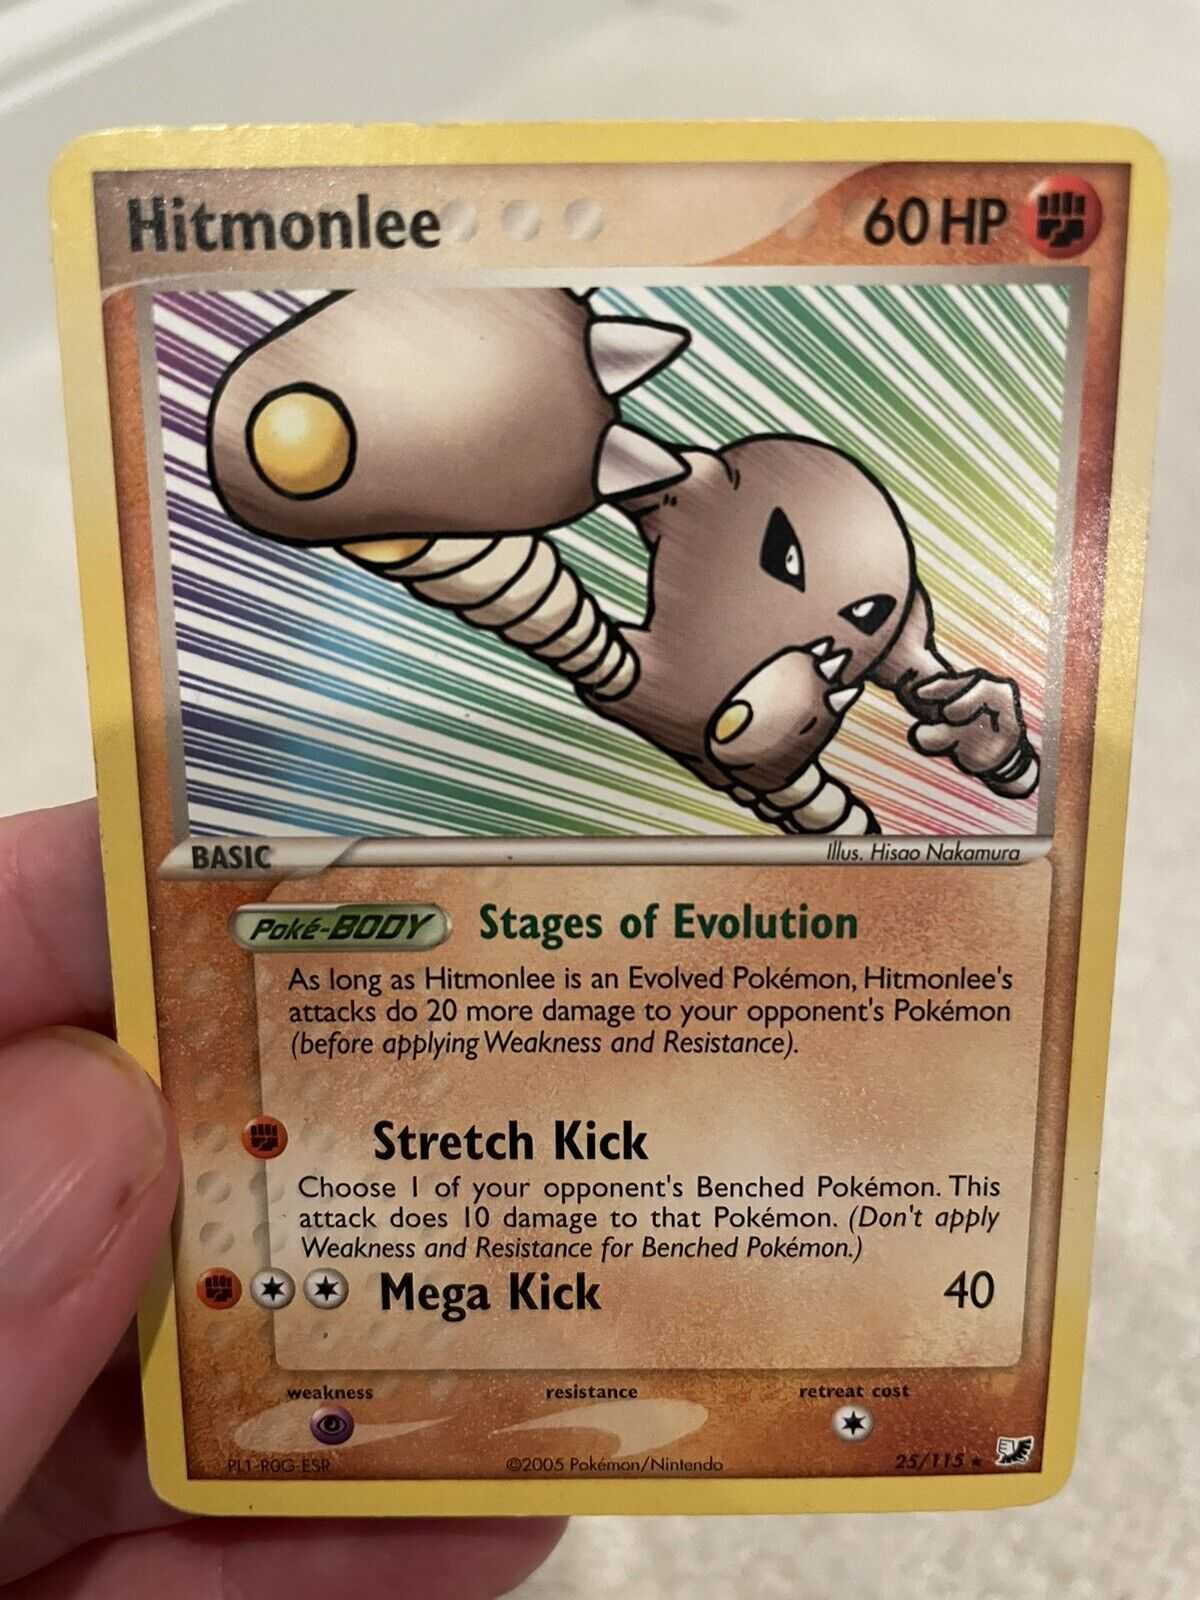 Hitmonlee 60 HP
BASIC Illus. Hisao Nakamura
Poké-BODY Stages of Evolution
As long as Hitmonlee is an Evolved Pokémon, Hitmonlee's
attacks do 20 more damage to your opponent's Pokémon
(before applying Weakness and Resistance).
Stretch Kick
Choose 1 of your opponent's Benched Pokémon. This
attack does 10 damage to that Pokémon. (Don't apply
Weakness and Resistance for Benched Pokémon.)
Mega Kick 40
weakness resistance retreat cost
PL1-R0G-ESR ©2005 Pokémon/Nintendo 25/115 ★